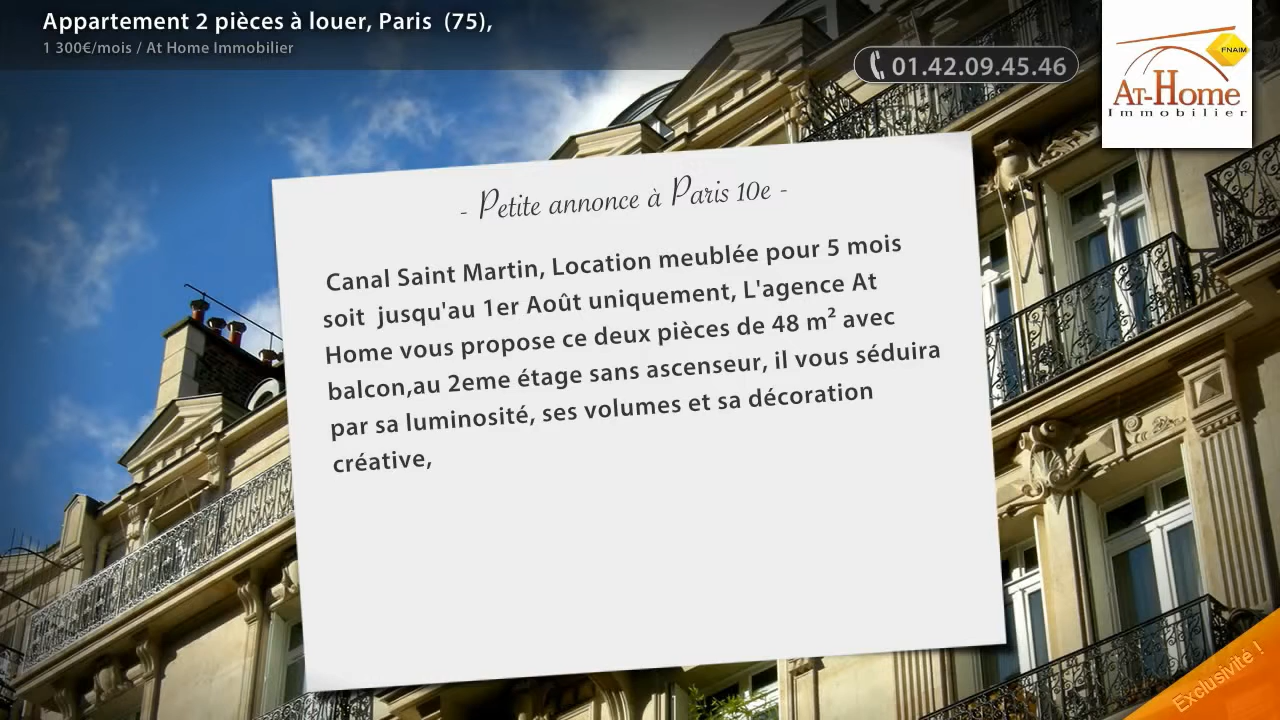 Appartement 2 pièces à louer, Paris  (75),
1 300€/mois / At Home Immobilier
01.42.09.45.46
FNAIM
AT-HOME
Immobilier
- Petite annonce à Paris 10e -
Canal Saint Martin, Location meublée pour 5 mois
soit  jusqu'au 1er Août uniquement, L'agence At
Home vous propose ce deux pièces de 48 m² avec
balcon,au 2eme étage sans ascenseur, il vous séduira
par sa luminosité, ses volumes et sa décoration
créative,
Exclusivité !